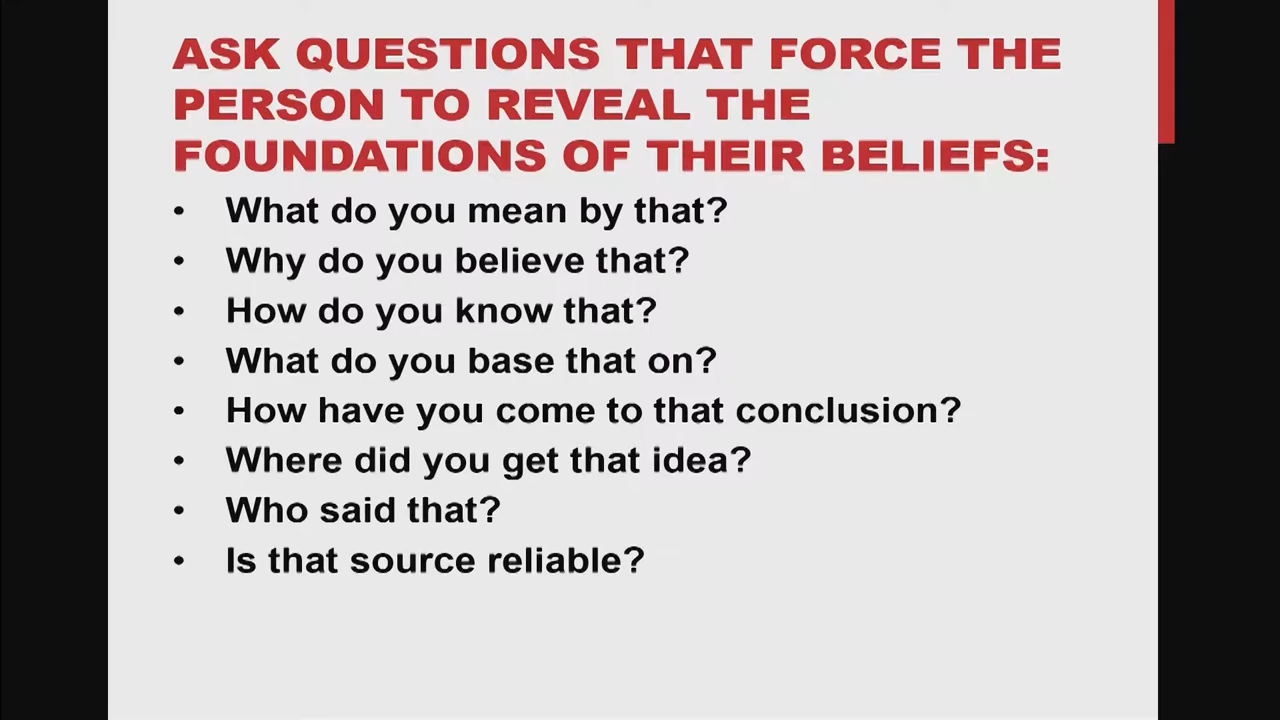 ASK QUESTIONS THAT FORCE THE
PERSON TO REVEAL THE
FOUNDATIONS OF THEIR BELIEFS:
• What do you mean by that?
• Why do you believe that?
• How do you know that?
• What do you base that on?
• How have you come to that conclusion?
• Where did you get that idea?
• Who said that?
• Is that source reliable?